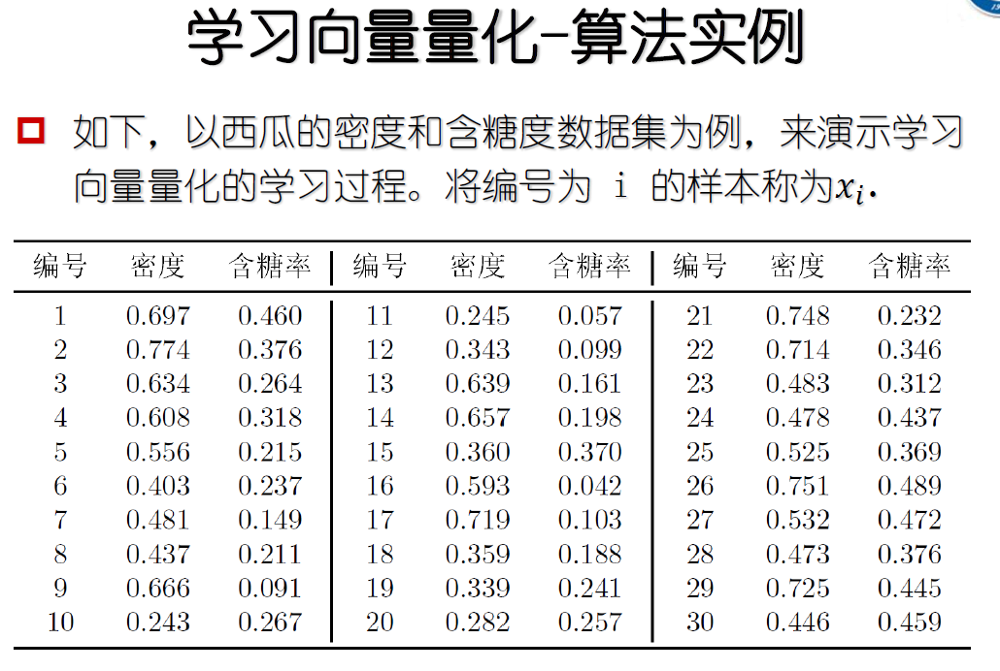 学习向量量化-算法实例
如下，以西瓜的密度和含糖度数据集为例，来演示学习
向量量化的学习过程。将编号为 i 的样本称为xᵢ.
编号 密度 含糖率 编号 密度 含糖率 编号 密度 含糖率
1 0.697 0.460 11 0.245 0.057 21 0.748 0.232
2 0.774 0.376 12 0.343 0.099 22 0.714 0.346
3 0.634 0.264 13 0.639 0.161 23 0.483 0.312
4 0.608 0.318 14 0.657 0.198 24 0.478 0.437
5 0.556 0.215 15 0.360 0.370 25 0.525 0.369
6 0.403 0.237 16 0.593 0.042 26 0.751 0.489
7 0.481 0.149 17 0.719 0.103 27 0.532 0.472
8 0.437 0.211 18 0.359 0.188 28 0.473 0.376
9 0.666 0.091 19 0.339 0.241 29 0.725 0.445
10 0.243 0.267 20 0.282 0.257 30 0.446 0.459